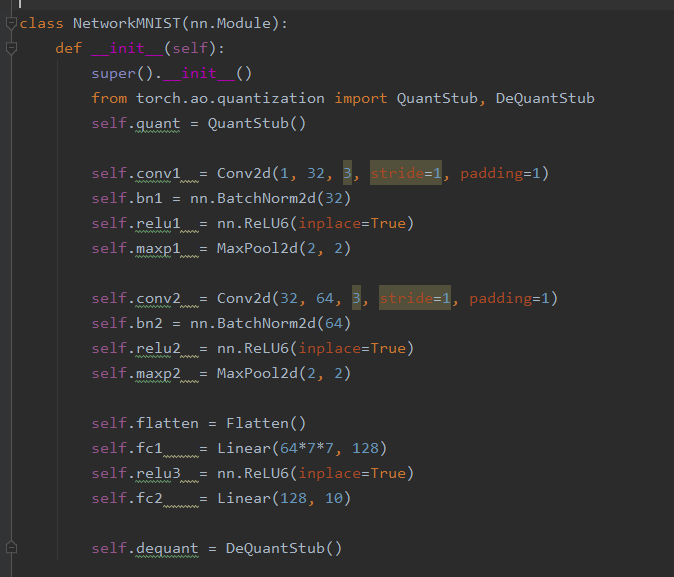 class NetworkMNIST(nn.Module):
    def __init__(self):
        super().__init__()
        from torch.ao.quantization import QuantStub, DeQuantStub
        self.quant = QuantStub()

        self.conv1  = Conv2d(1, 32, 3, stride=1, padding=1)
        self.bn1 = nn.BatchNorm2d(32)
        self.relu1  = nn.ReLU6(inplace=True)
        self.maxp1  = MaxPool2d(2, 2)

        self.conv2  = Conv2d(32, 64, 3, stride=1, padding=1)
        self.bn2 = nn.BatchNorm2d(64)
        self.relu2  = nn.ReLU6(inplace=True)
        self.maxp2  = MaxPool2d(2, 2)

        self.flatten = Flatten()
        self.fc1    = Linear(64*7*7, 128)
        self.relu3  = nn.ReLU6(inplace=True)
        self.fc2    = Linear(128, 10)

        self.dequant = DeQuantStub()